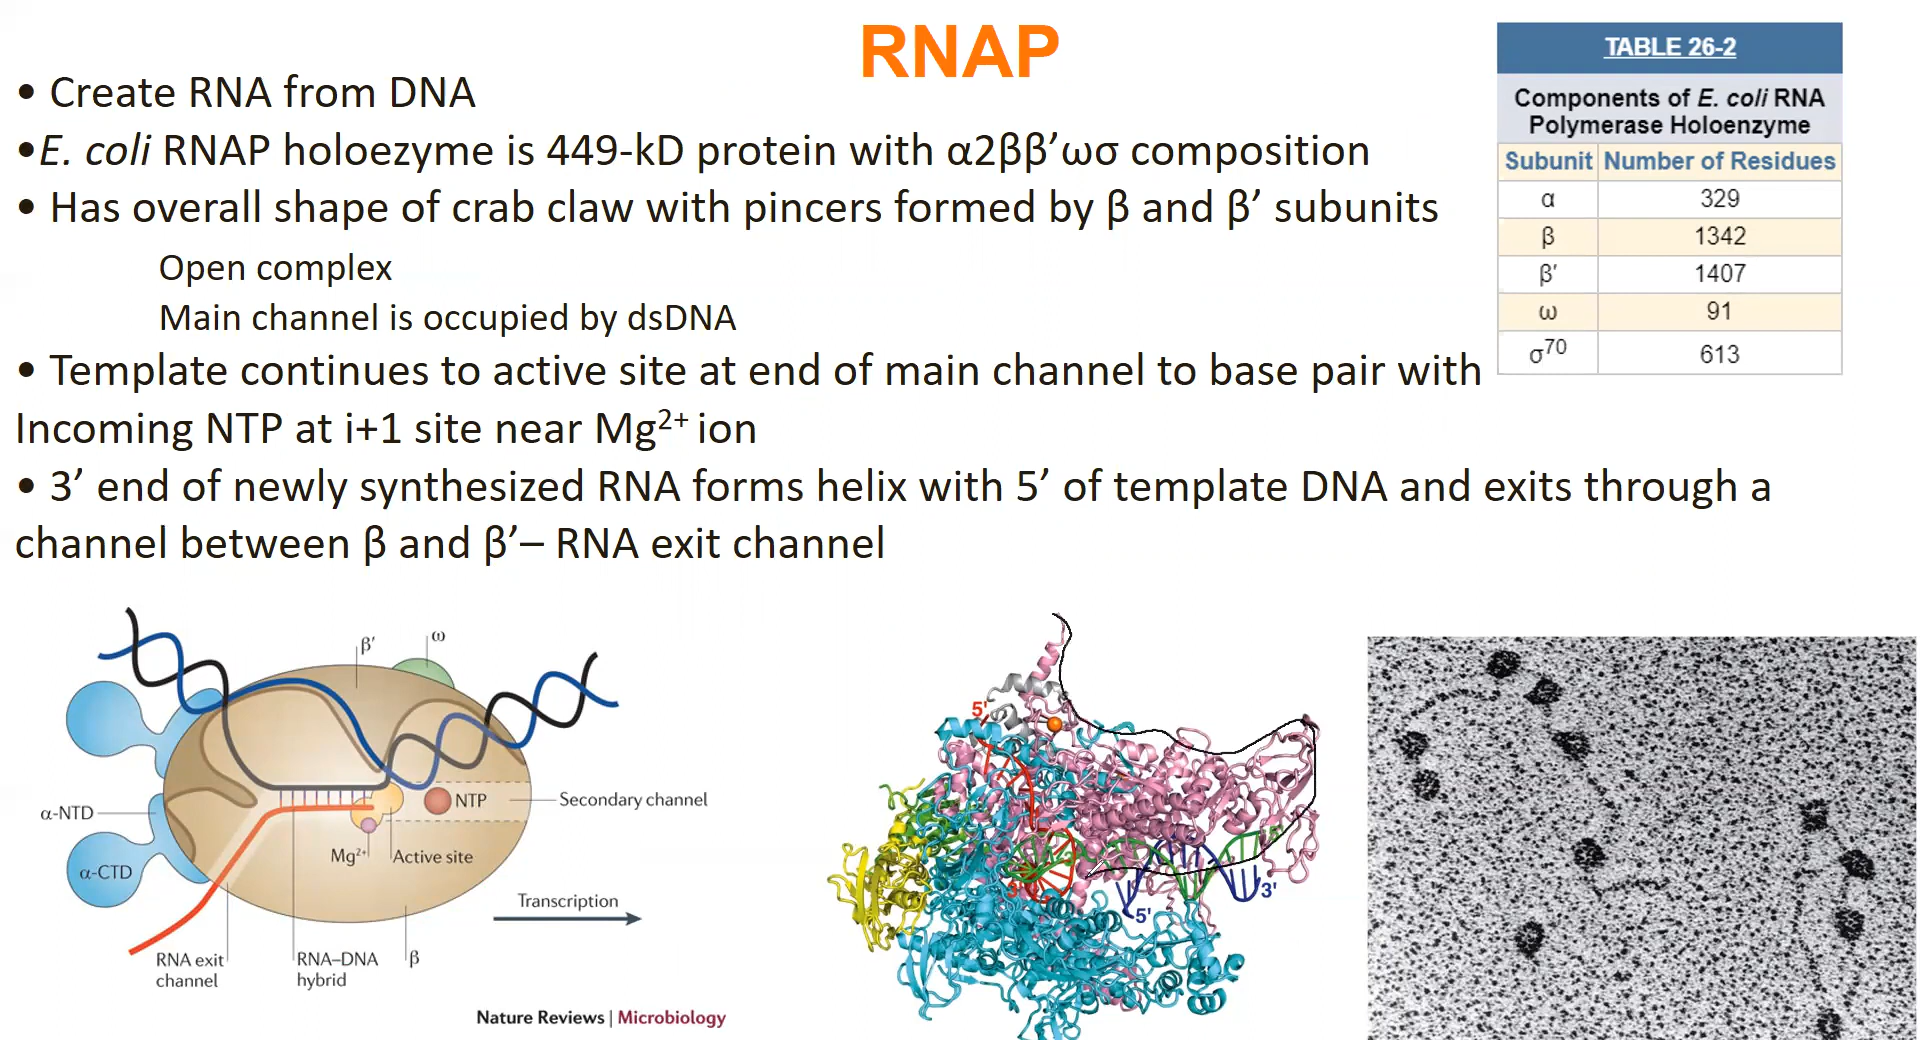 RNAP
• Create RNA from DNA
•E. coli RNAP holoezyme is 449-kD protein with α2ββ’ωσ composition
• Has overall shape of crab claw with pincers formed by β and β’ subunits
Open complex
Main channel is occupied by dsDNA
• Template continues to active site at end of main channel to base pair with
Incoming NTP at i+1 site near Mg²⁺ ion
• 3’ end of newly synthesized RNA forms helix with 5’ of template DNA and exits through a
channel between β and β’– RNA exit channel
TABLE 26-2
Components of E. coli RNA
Polymerase Holoenzyme
Subunit Number of Residues
α 329
β 1342
β′ 1407
ω 91
σ⁷⁰ 613
β′
ω
α-NTD
NTP
Secondary channel
Mg²⁺
Active site
α-CTD
Transcription
RNA exit
channel
RNA–DNA
hybrid
β
Nature Reviews | Microbiology
5'
3'
3'
5'